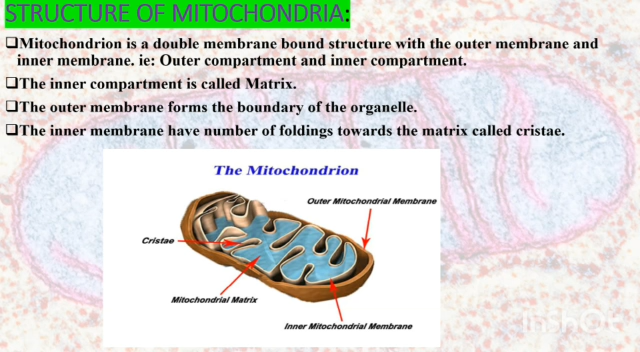 STRUCTURE OF MITOCHONDRIA:
❑Mitochondrion is a double membrane bound structure with the outer membrane and
inner membrane. ie: Outer compartment and inner compartment.
❑The inner compartment is called Matrix.
❑The outer membrane forms the boundary of the organelle.
❑The inner membrane have number of foldings towards the matrix called cristae.
The Mitochondrion
Outer Mitochondrial Membrane
Cristae
Mitochondrial Matrix
Inner Mitochondrial Membrane
InShot